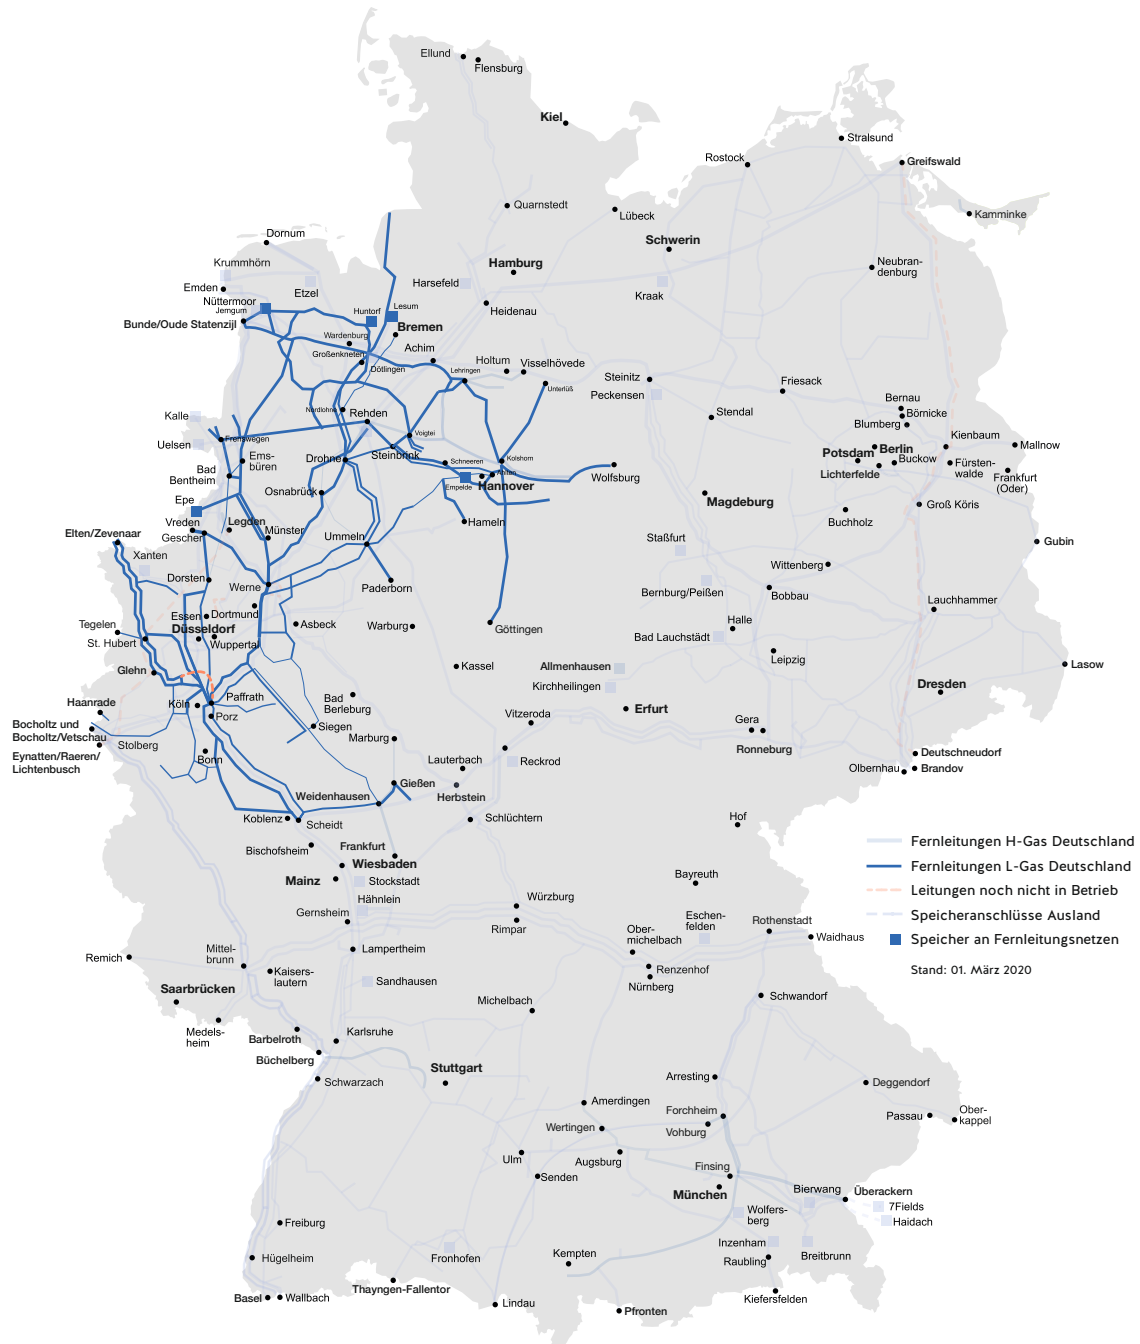 Ellund
Flensburg
Kiel
Stralsund
Rostock
Greifswald
Quarnstedt
Lübeck
Kamminke
Dornum
Schwerin
Krummhörn
Hamburg
Neubran-
denburg
Emden
Etzel
Harsefeld
Kraak
Nüttermoor
Jemgum
Huntorf
Lesum
Heidenau
Bunde/Oude Statenzijl
Bremen
Wardenburg
Großenkneten
Achim
Dötlingen
Lehringen
Holtum
Visselhövede
Unterlüß
Steinitz
Peckensen
Friesack
Kalle
Nordlohne
Rehden
Stendal
Bernau
Börnicke
Blumberg
Uelsen
Frenswegen
Voigtei
Kienbaum
Mallnow
Ems-
büren
Drohne
Steinbrink
Schneeren
Kolshorn
Potsdam
Berlin
Buckow
Lichterfelde
Fürsten-
walde
Frankfurt
(Oder)
Bad
Bentheim
Ahlten
Empelde
Hannover
Wolfsburg
Epe
Osnabrück
Magdeburg
Groß Köris
Buchholz
Vreden
Gescher
Legden
Münster
Hameln
Elten/Zevenaar
Ummeln
Staßfurt
Gubin
Xanten
Wittenberg
Dorsten
Werne
Paderborn
Bernburg/Peißen
Bobbau
Essen
Dortmund
Lauchhammer
Tegelen
Düsseldorf
Asbeck
Warburg
Göttingen
Halle
St. Hubert
Wuppertal
Bad Lauchstädt
Leipzig
Glehn
Kassel
Allmenhausen
Lasow
Kirchheilingen
Dresden
Haanrade
Köln
Paffrath
Bad
Berleburg
Erfurt
Porz
Vitzeroda
Gera
Bocholtz und
Bocholtz/Vetschau
Stolberg
Siegen
Marburg
Ronneburg
Eynatten/Raeren/
Lichtenbusch
Bonn
Lauterbach
Reckrod
Deutschneudorf
Olbernhau
Brandov
Weidenhausen
Gießen
Herbstein
Koblenz
Scheidt
Schlüchtern
Hof
Bischofsheim
Frankfurt
Wiesbaden
Mainz
Stockstadt
Bayreuth
Hähnlein
Würzburg
Gernsheim
Rimpar
Eschen-
felden
Rothenstadt
Ober-
michelbach
Waidhaus
Mittel-
brunn
Lampertheim
Remich
Kaisers-
lautern
Renzenhof
Nürnberg
Saarbrücken
Sandhausen
Michelbach
Schwandorf
Medels-
heim
Barbelroth
Karlsruhe
Büchelberg
Stuttgart
Schwarzach
Arresting
Deggendorf
Amerdingen
Forchheim
Passau
Ober-
kappel
Wertingen
Vohburg
Ulm
Augsburg
Senden
Finsing
München
Bierwang
Überackern
7Fields
Haidach
Wolfers-
berg
Freiburg
Inzenham
Raubling
Breitbrunn
Hügelheim
Fronhofen
Kempten
Basel
Wallbach
Thayngen-Fallentor
Lindau
Pfronten
Kiefersfelden
Fernleitungen H-Gas Deutschland
Fernleitungen L-Gas Deutschland
Leitungen noch nicht in Betrieb
Speicheranschlüsse Ausland
Speicher an Fernleitungsnetzen
Stand: 01. März 2020